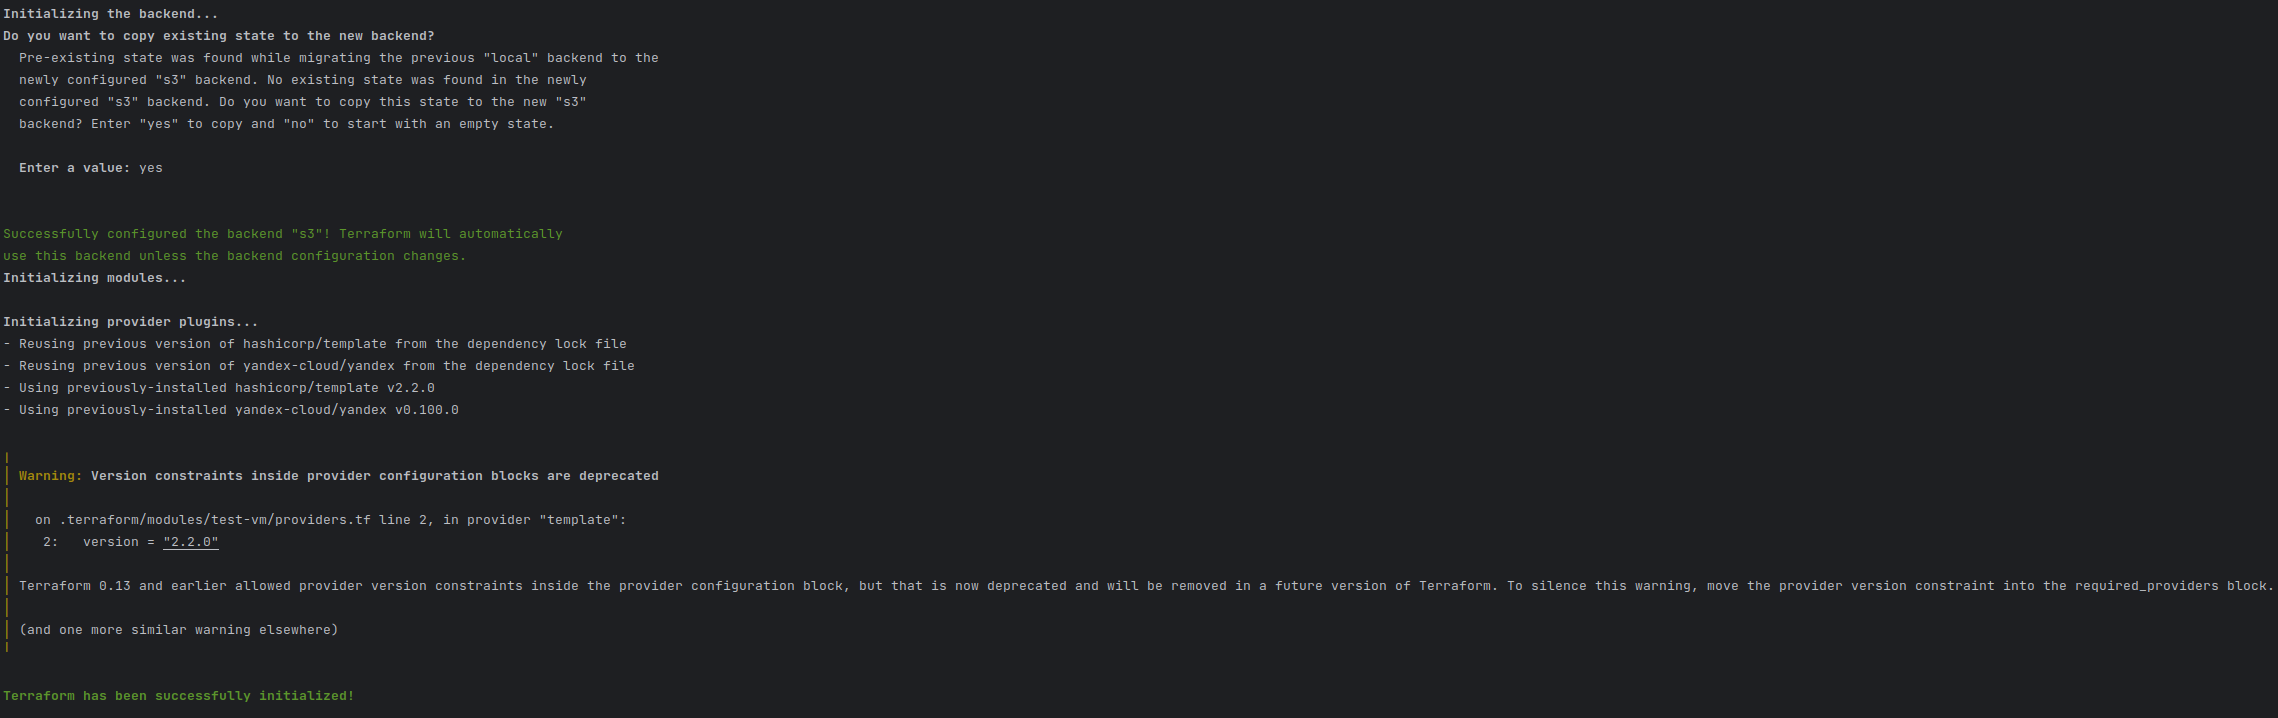 Initializing the backend...
Do you want to copy existing state to the new backend?
Pre-existing state was found while migrating the previous "local" backend to the
newly configured "s3" backend. No existing state was found in the newly
configured "s3" backend. Do you want to copy this state to the new "s3"
backend? Enter "yes" to copy and "no" to start with an empty state.
Enter a value: yes
Successfully configured the backend "s3"! Terraform will automatically
use this backend unless the backend configuration changes.
Initializing modules...
Initializing provider plugins...
- Reusing previous version of hashicorp/template from the dependency lock file
- Reusing previous version of yandex-cloud/yandex from the dependency lock file
- Using previously-installed hashicorp/template v2.2.0
- Using previously-installed yandex-cloud/yandex v0.100.0
Warning: Version constraints inside provider configuration blocks are deprecated
on .terraform/modules/test-vm/providers.tf line 2, in provider "template":
2: version = "2.2.0"
Terraform 0.13 and earlier allowed provider version constraints inside the provider configuration block, but that is now deprecated and will be removed in a future version of Terraform. To silence this warning, move the provider version constraint into the required_providers block.
(and one more similar warning elsewhere)
Terraform has been successfully initialized!